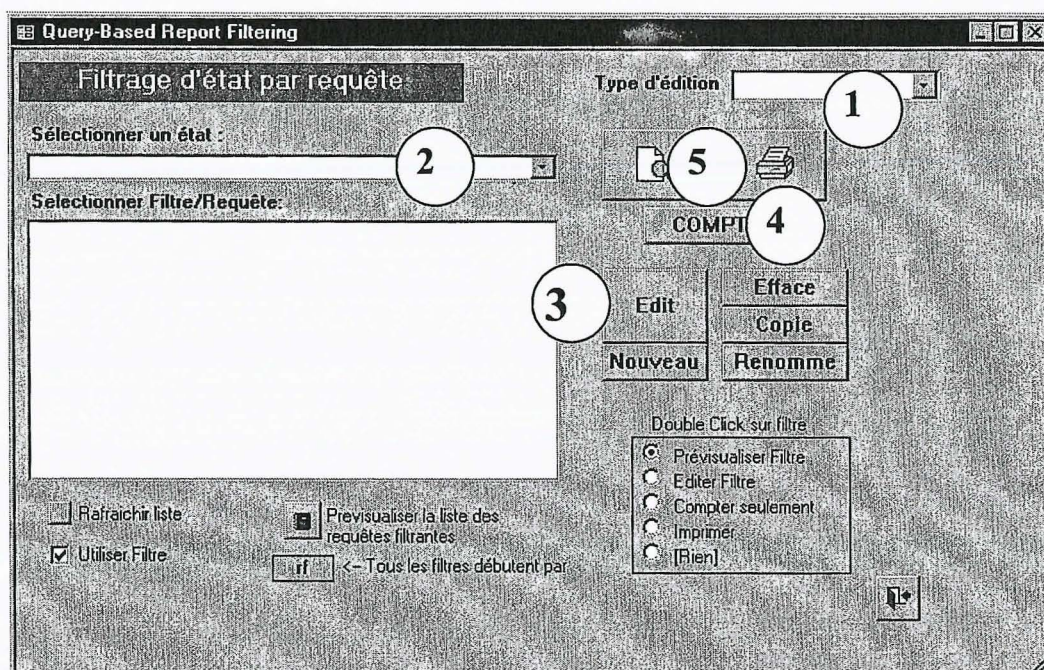 Query-Based Report Filtering
Filtrage d'état par requête
Type d'édition
1
Sélectionner un état :
2
5
Selectionner Filtre/Requête:
4
3
Edit
Efface
Copie
Nouveau
Renomme
Double Click sur filtre
Prévisualiser Filtre
Editer Filtre
Compter seulement
Imprimer
[Rien]
Rafraichir liste
Previsualiser la liste des
requêtes filtrantes
Utiliser Filtre
rf
<-- Tous les filtres débutent par